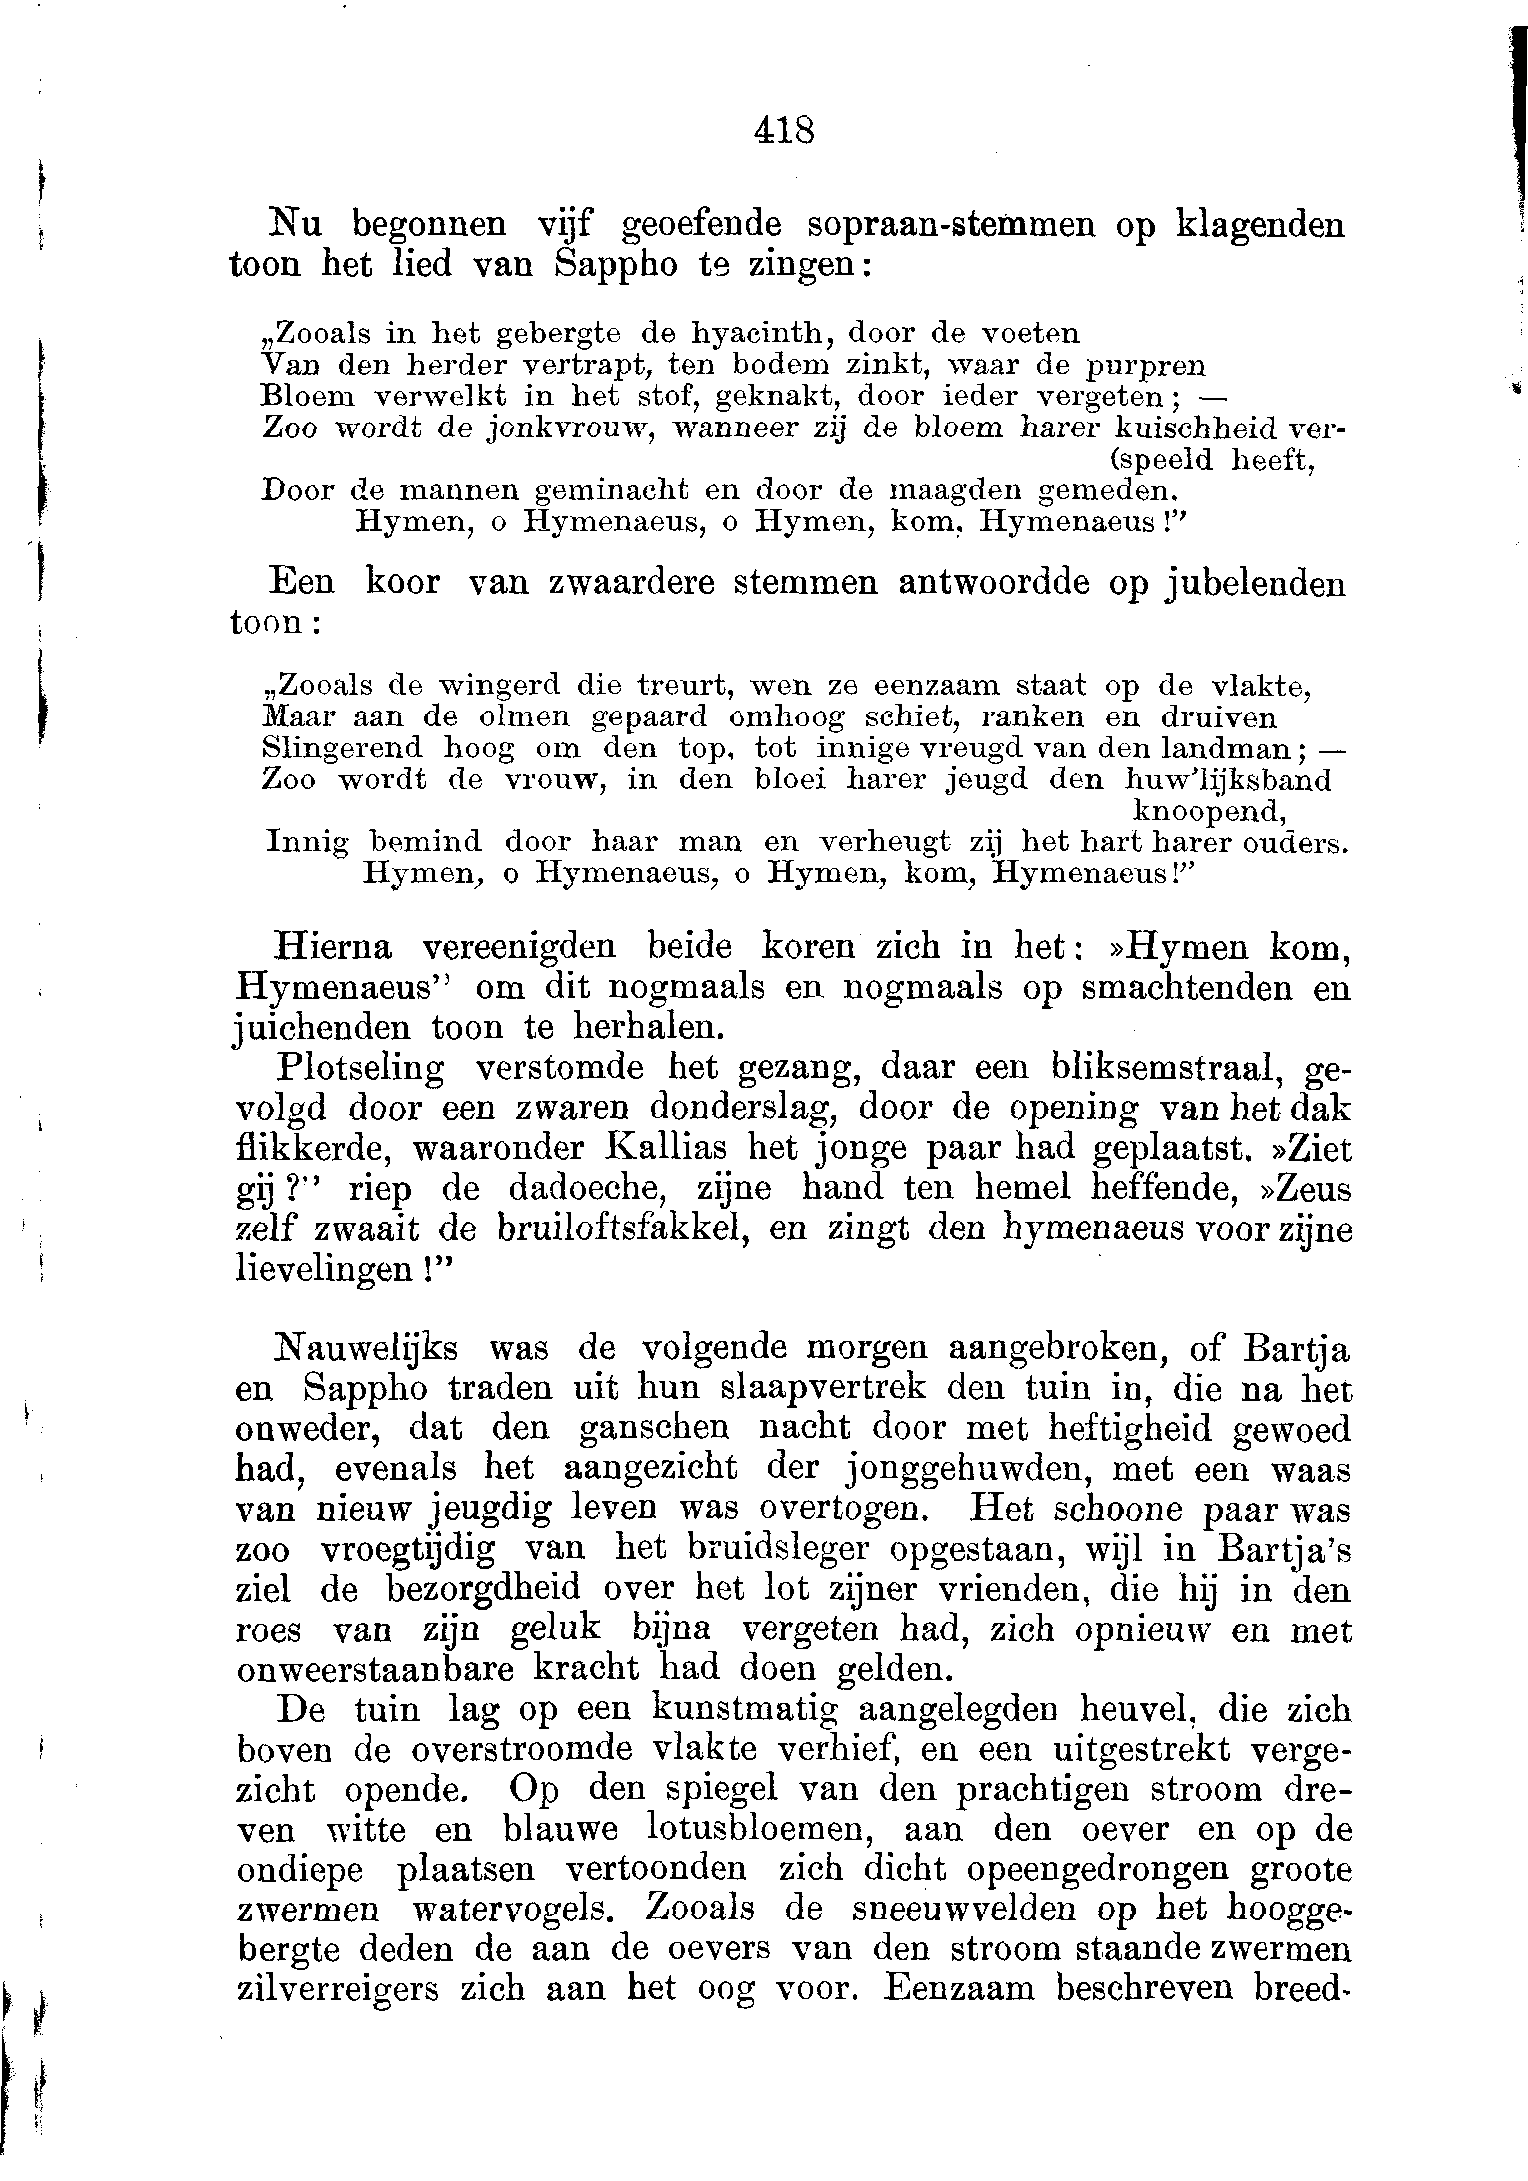 418
Nu begonnen vijf geoefende sopraan-stemmen op klagenden
toon het lied van Sappho te zingen:
„Zooals in het gebergte de hyacinth, door de voeten
Van den herder vertrapt, ten bodem zinkt, waar de purpren
Bloem verwelkt in het stof, geknakt, door ieder vergeten; —
Zoo wordt de jonkvrouw, wanneer zij de bloem harer kuischheid ver-
(speeld heeft,
Door de mannen geminacht en door de maagden gemeden.
Hymen, o Hymenaeus, o Hymen, kom, Hymenaeus!”
Een koor van zwaardere stemmen antwoordde op jubelenden
toon:
„Zooals de wingerd die treurt, wen ze eenzaam staat op de vlakte,
Maar aan de olmen gepaard omhoog schiet, ranken en druiven
Slingerend hoog om den top, tot innige vreugd van den landman; —
Zoo wordt de vrouw, in den bloei harer jeugd den huw'lijksband
knoopend,
Innig bemind door haar man en verheugt zij het hart harer ouders.
Hymen, o Hymenaeus, o Hymen, kom, Hymenaeus!”
Hierna vereenigden beide koren zich in het: »Hymen kom,
Hymenaeus” om dit nogmaals en nogmaals op smachtenden en
juichenden toon te herhalen.
Plotseling verstomde het gezang, daar een bliksemstraal, ge-
volgd door een zwaren donderslag, door de opening van het dak
flikkerde, waaronder Kallias het jonge paar had geplaatst. »Ziet
gij?” riep de dadoeche, zijne hand ten hemel heffende, »Zeus
zelf zwaait de bruiloftsfakkel, en zingt den hymenaeus voor zijne
lievelingen!”
Nauwelijks was de volgende morgen aangebroken, of Bartja
en Sappho traden uit hun slaapvertrek den tuin in, die na het
onweder, dat den ganschen nacht door met heftigheid gewoed
had, evenals het aangezicht der jonggehuwden, met een waas
van nieuw jeugdig leven was overtogen. Het schoone paar was
zoo vroegtijdig van het bruidsleger opgestaan, wijl in Bartja's
ziel de bezorgdheid over het lot zijner vrienden, die hij in den
roes van zijn geluk bijna vergeten had, zich opnieuw en met
onweerstaanbare kracht had doen gelden.
De tuin lag op een kunstmatig aangelegden heuvel, die zich
boven de overstroomde vlakte verhief, en een uitgestrekt verge-
zicht opende. Op den spiegel van den prachtigen stroom dre-
ven witte en blauwe lotusbloemen, aan den oever en op de
ondiepe plaatsen vertoonden zich dicht opeengedrongen groote
zwermen watervogels. Zooals de sneeuwvelden op het hoogge-
bergte deden de aan de oevers van den stroom staande zwermen
zilverreigers zich aan het oog voor. Eenzaam beschreven breed-